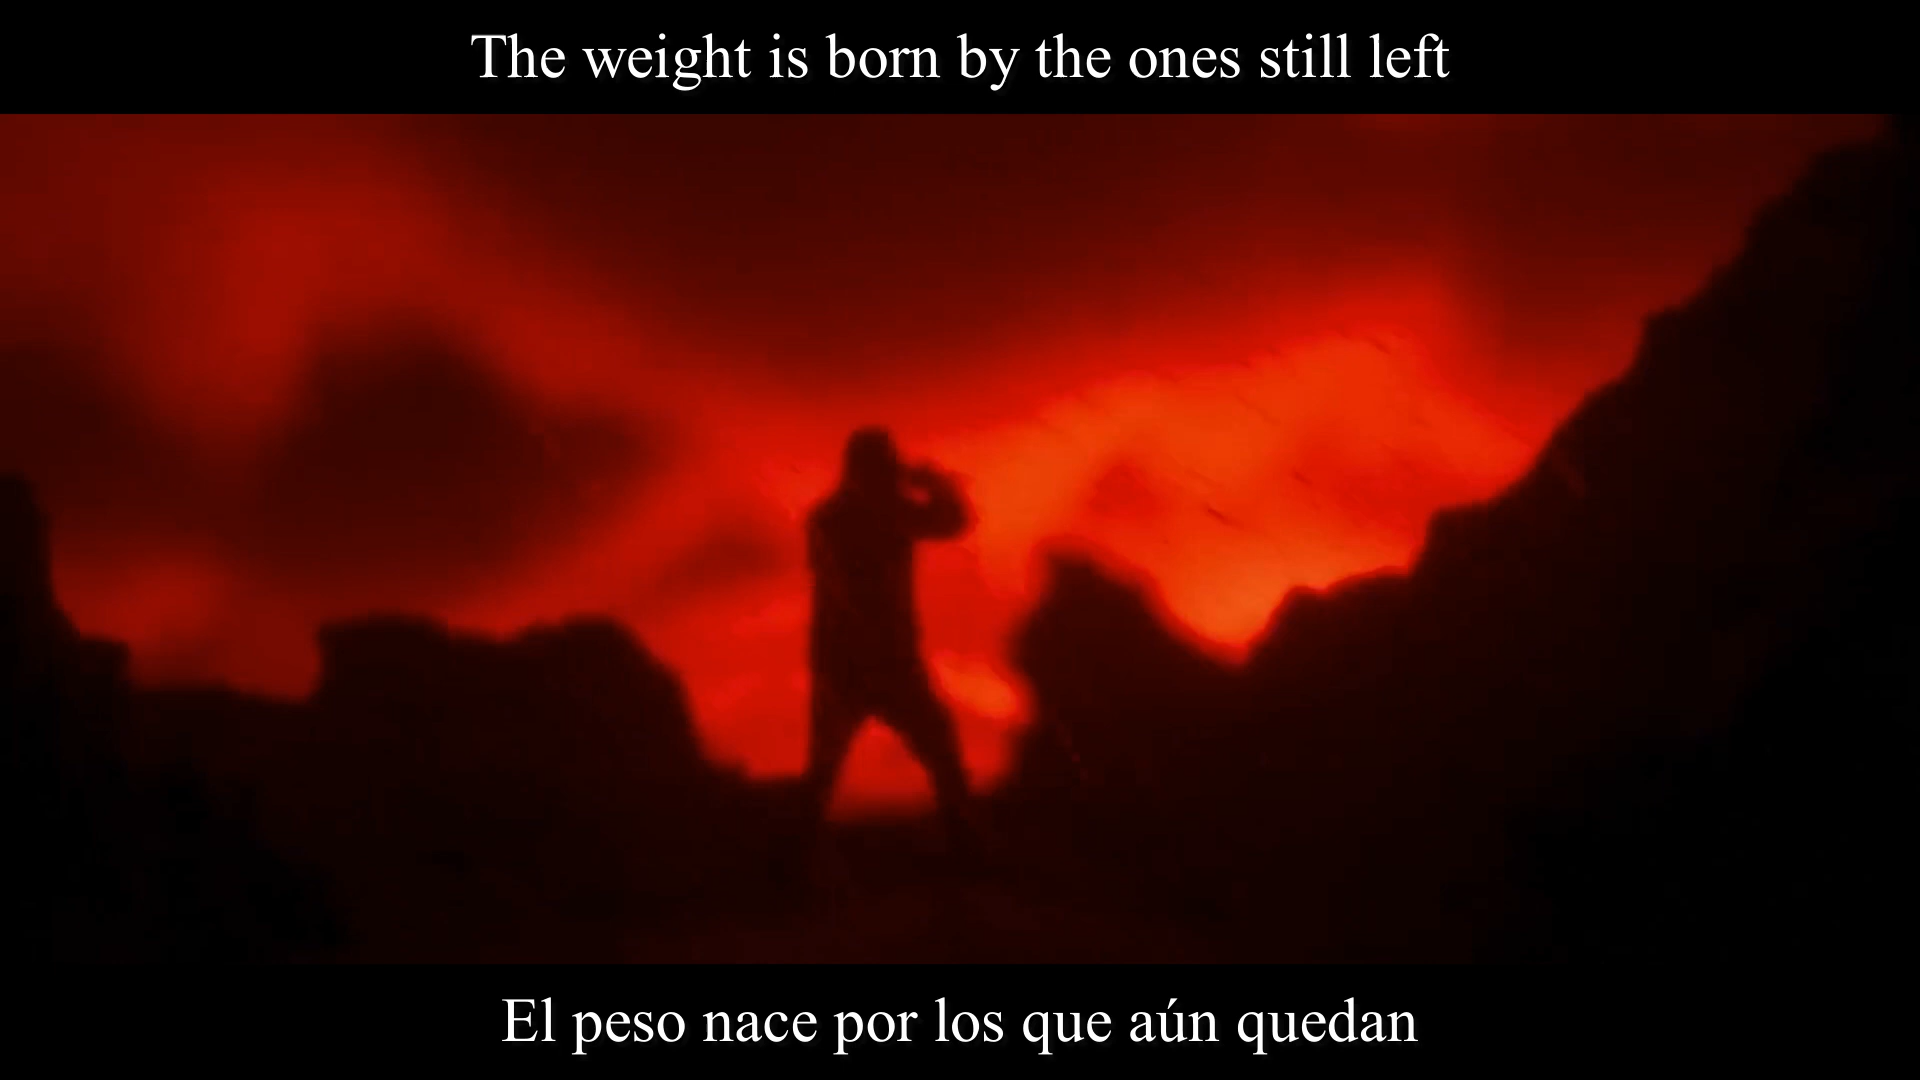 The weight is born by the ones still left
El peso nace por los que aún quedan